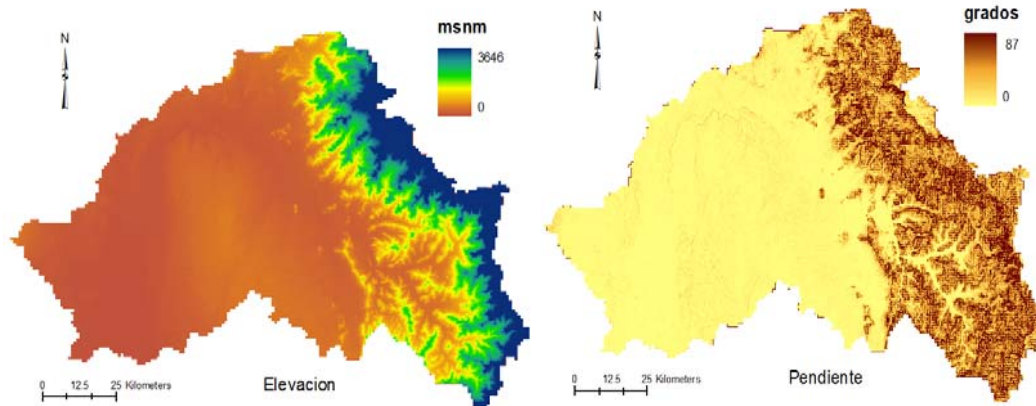 N
msnm
3646
0
0 12.5 25 Kilometers
Elevacion
N
grados
87
0
0 12.5 25 Kilometers
Pendiente